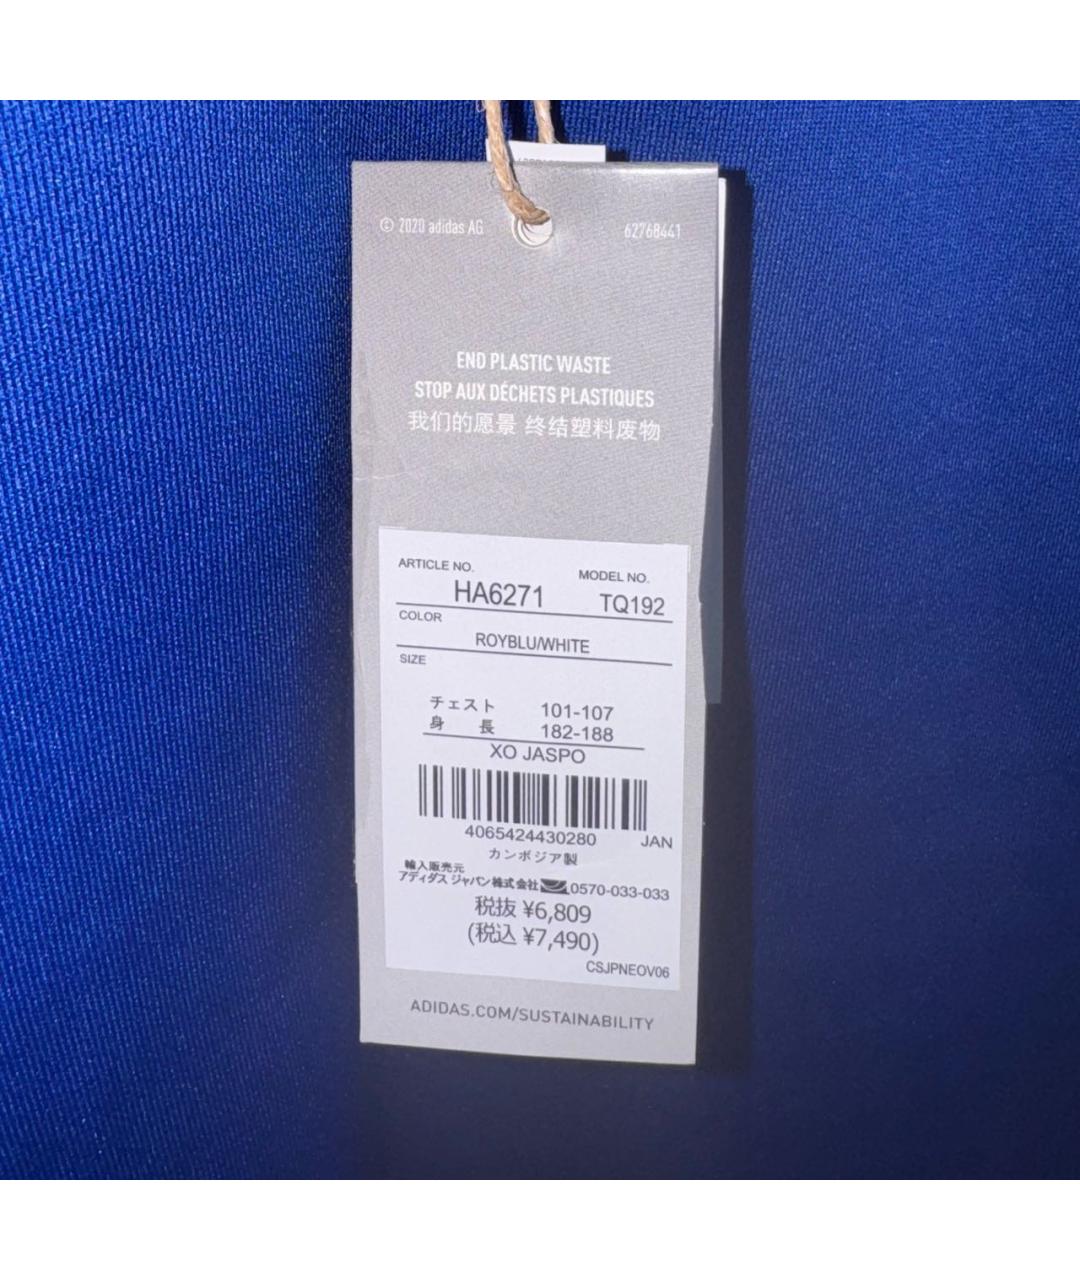 © 2020 adidas AG
62768441
END PLASTIC WASTE
STOP AUX DÉCHETS PLASTIQUES
我们的愿景 终结塑料废物
ARTICLE NO.
HA6271
MODEL NO.
TQ192
COLOR
ROYBLU/WHITE
SIZE
チェスト 101-107
身 長 182-188
XO JASPO
4065424430280 JAN
カンボジア製
輸入販売元
アディダス ジャパン株式会社 0570-033-033
税抜 ¥6,809
(税込 ¥7,490)
CSJPNEOV06
ADIDAS.COM/SUSTAINABILITY